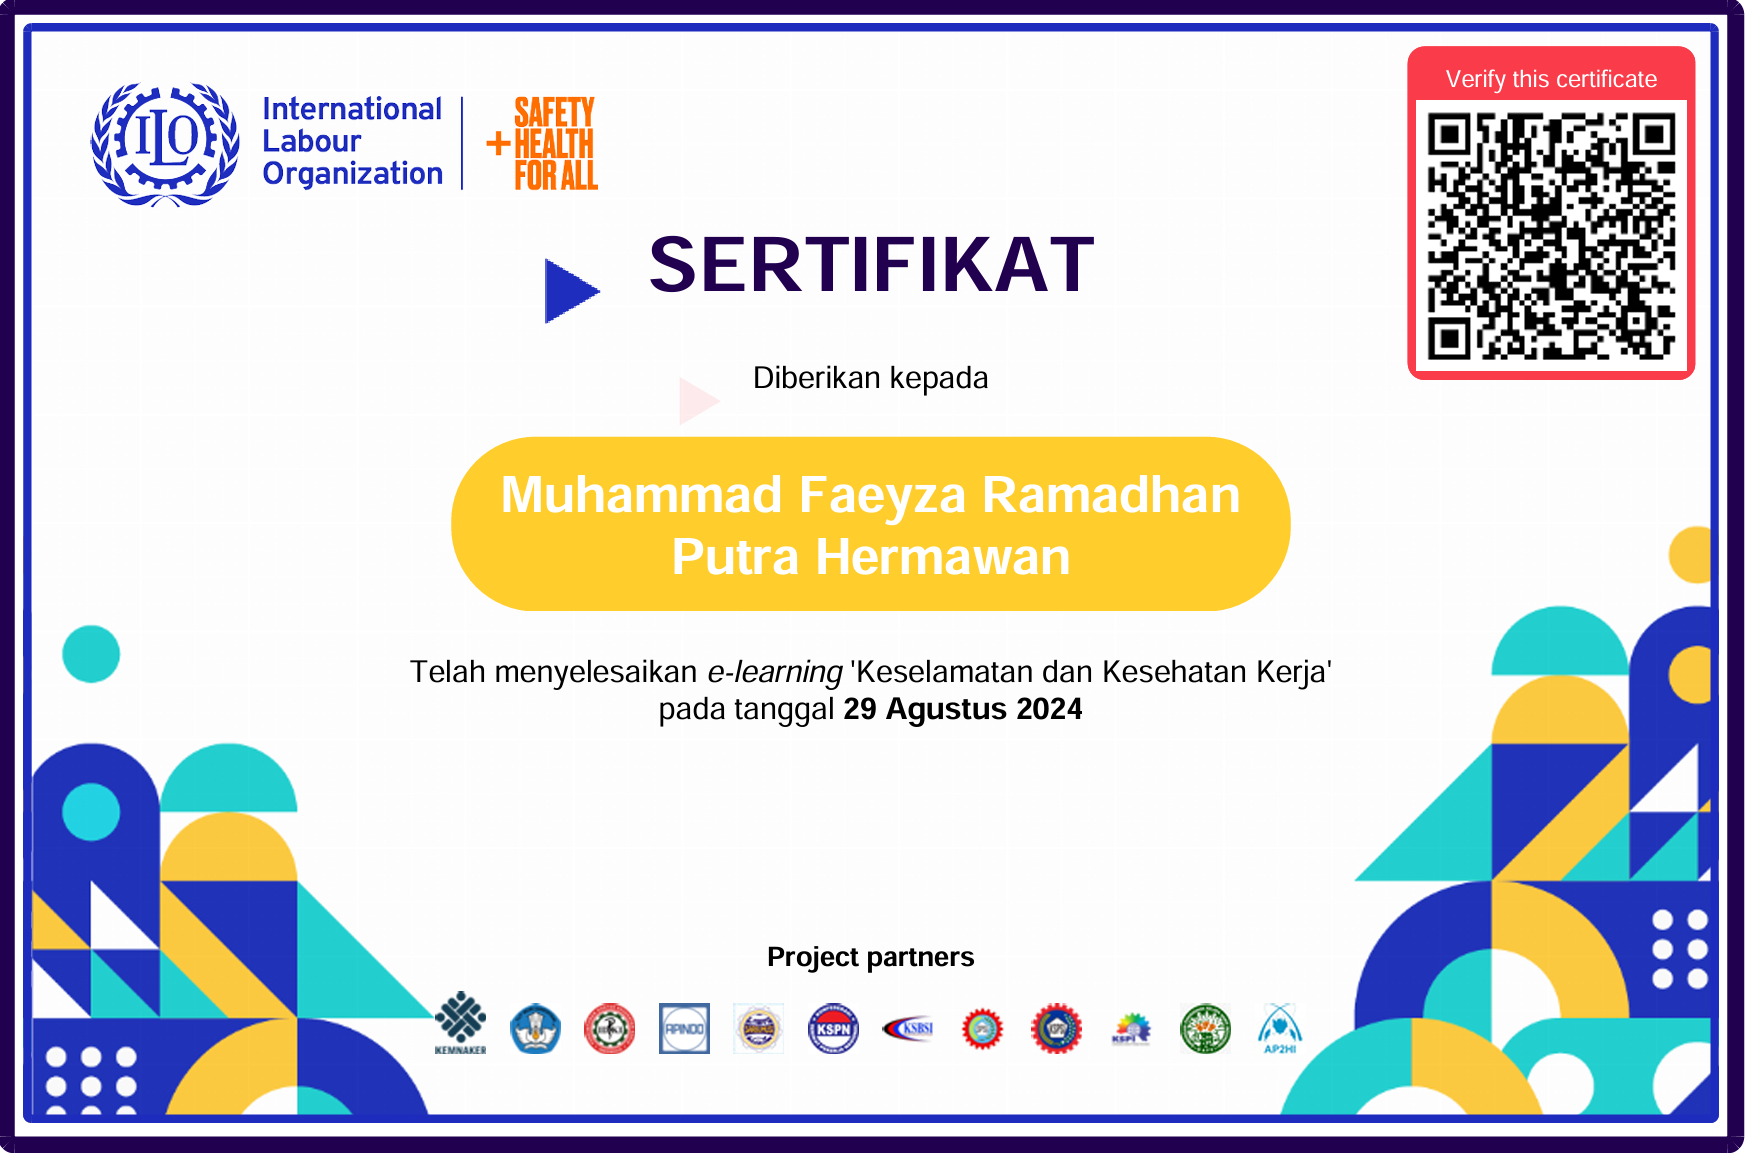 International
Labour
Organization
ILO
SAFETY
+HEALTH
FOR ALL
Verify this certificate
SERTIFIKAT
Diberikan kepada
Muhammad Faeyza Ramadhan
Putra Hermawan
Telah menyelesaikan e-learning 'Keselamatan dan Kesehatan Kerja'
pada tanggal 29 Agustus 2024
Project partners
KEMNAKER
APINDO
KSPN
KSBSI
KSPI
AP2HI